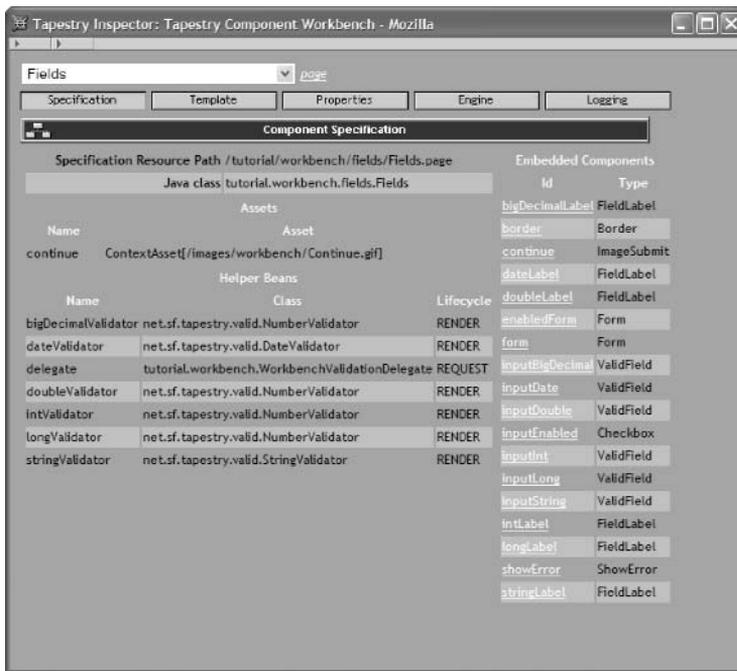 Tapestry Inspector: Tapestry Component Workbench - Mozilla
Fields page
Specification Template Properties Engine Logging
Component Specification
Specification Resource Path /tutorial/workbench/fields/Fields.page
Java class tutorial.workbench.fields.Fields
Assets
Name Asset
continue ContextAsset[/images/workbench/Continue.gif]
Helper Beans
Name Class Lifecycle
bigDecimalValidator net.sf.tapestry.valid.NumberValidator RENDER
dateValidator net.sf.tapestry.valid.DateValidator RENDER
delegate tutorial.workbench.WorkbenchValidationDelegate REQUEST
doubleValidator net.sf.tapestry.valid.NumberValidator RENDER
intValidator net.sf.tapestry.valid.NumberValidator RENDER
longValidator net.sf.tapestry.valid.NumberValidator RENDER
stringValidator net.sf.tapestry.valid.StringValidator RENDER
Embedded Components
Id Type
bigDecimalLabel FieldLabel
border Border
continue ImageSubmit
dateLabel FieldLabel
doubleLabel FieldLabel
enabledForm Form
form Form
inputBigDecimal ValidField
inputDate ValidField
inputDouble ValidField
inputEnabled Checkbox
inputInt ValidField
inputLong ValidField
inputString ValidField
intLabel FieldLabel
longLabel FieldLabel
showError ShowError
stringLabel FieldLabel